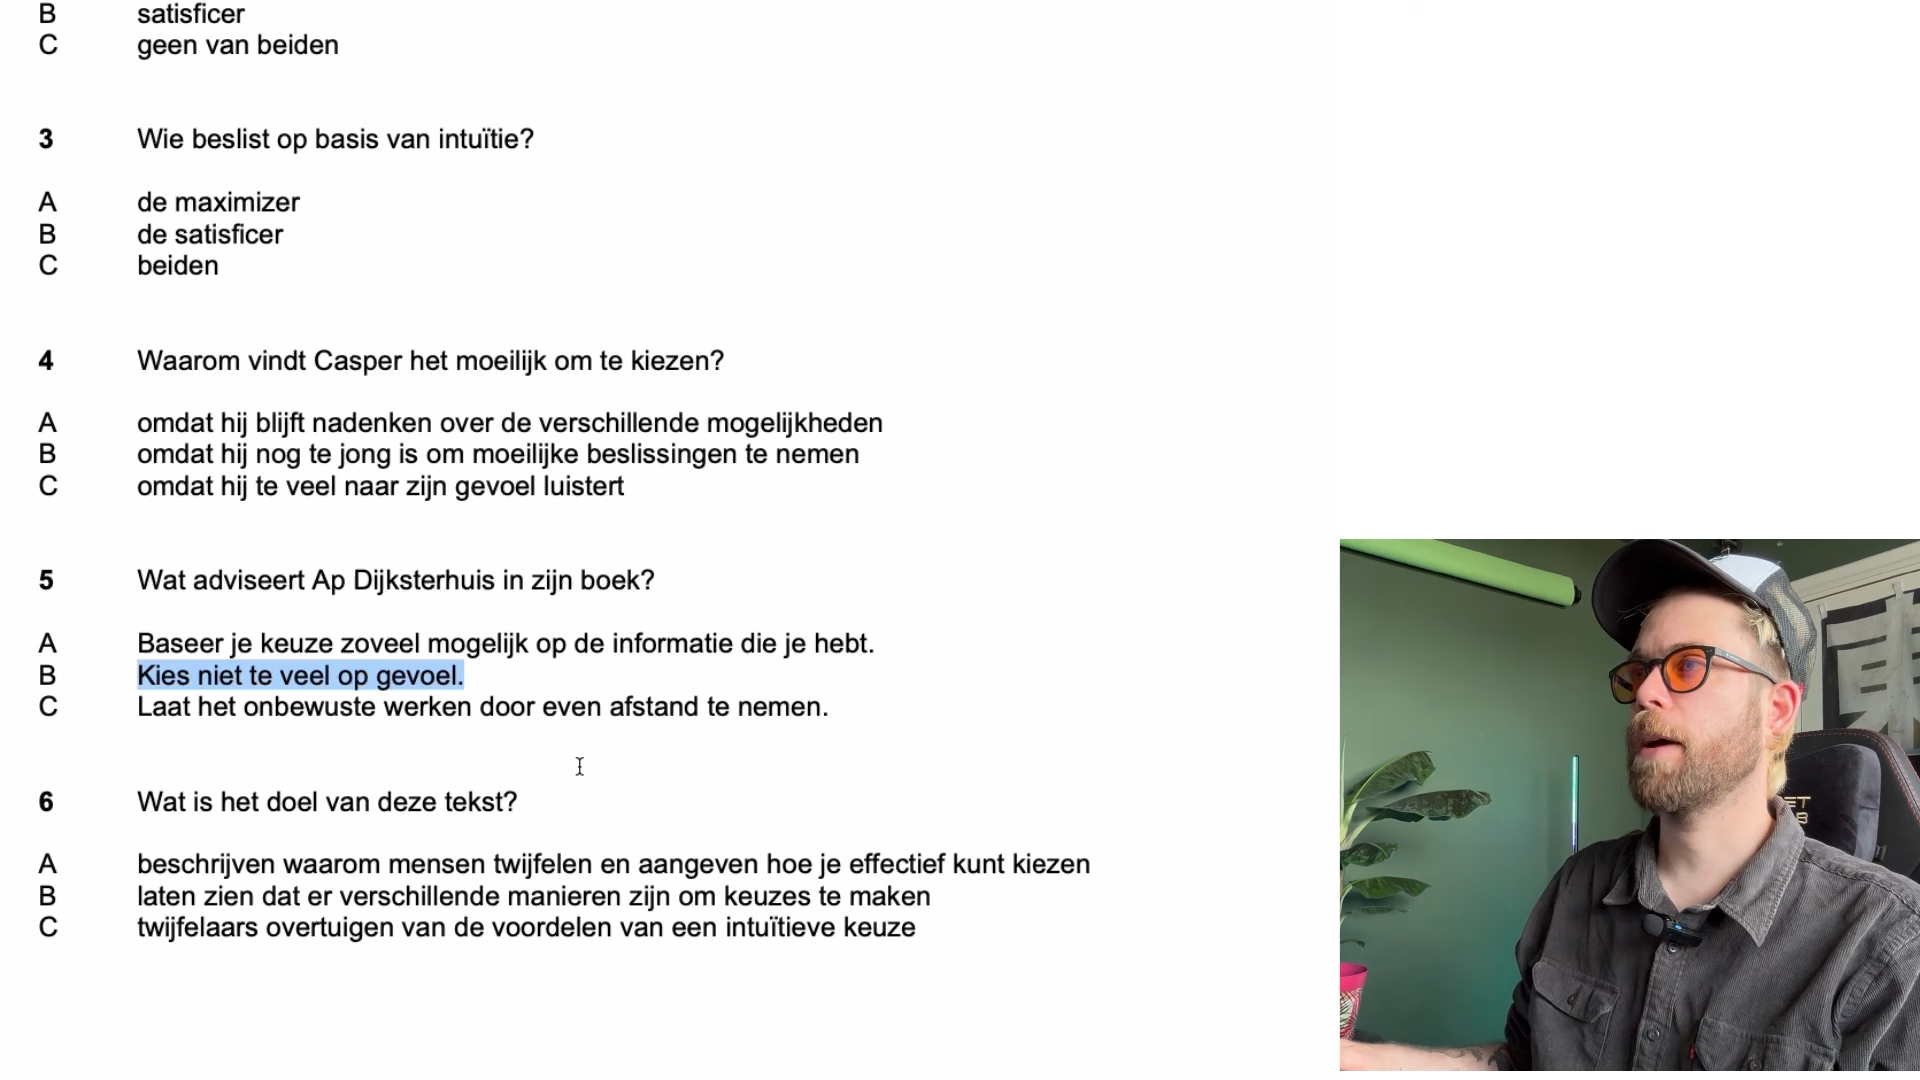 B satisficer
C geen van beiden
3 Wie beslist op basis van intuïtie?
A de maximizer
B de satisficer
C beiden
4 Waarom vindt Casper het moeilijk om te kiezen?
A omdat hij blijft nadenken over de verschillende mogelijkheden
B omdat hij nog te jong is om moeilijke beslissingen te nemen
C omdat hij te veel naar zijn gevoel luistert
5 Wat adviseert Ap Dijksterhuis in zijn boek?
A Baseer je keuze zoveel mogelijk op de informatie die je hebt.
B Kies niet te veel op gevoel.
C Laat het onbewuste werken door even afstand te nemen.
6 Wat is het doel van deze tekst?
A beschrijven waarom mensen twijfelen en aangeven hoe je effectief kunt kiezen
B laten zien dat er verschillende manieren zijn om keuzes te maken
C twijfelaars overtuigen van de voordelen van een intuïtieve keuze